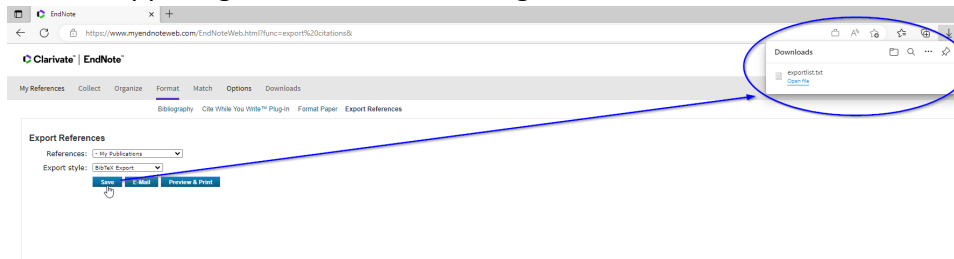 EndNote
https://www.myendnoteweb.com/EndNoteWeb.html?func=export%20citations&
Downloads
exportlist.txt
Open file
Clarivate™ | EndNote™
My References Collect Organize Format Match Options Downloads
Bibliography Cite While You Write™ Plug-In Format Paper Export References
Export References
References: - My Publications
Export style: BibTeX Export
Save E-Mail Preview & Print